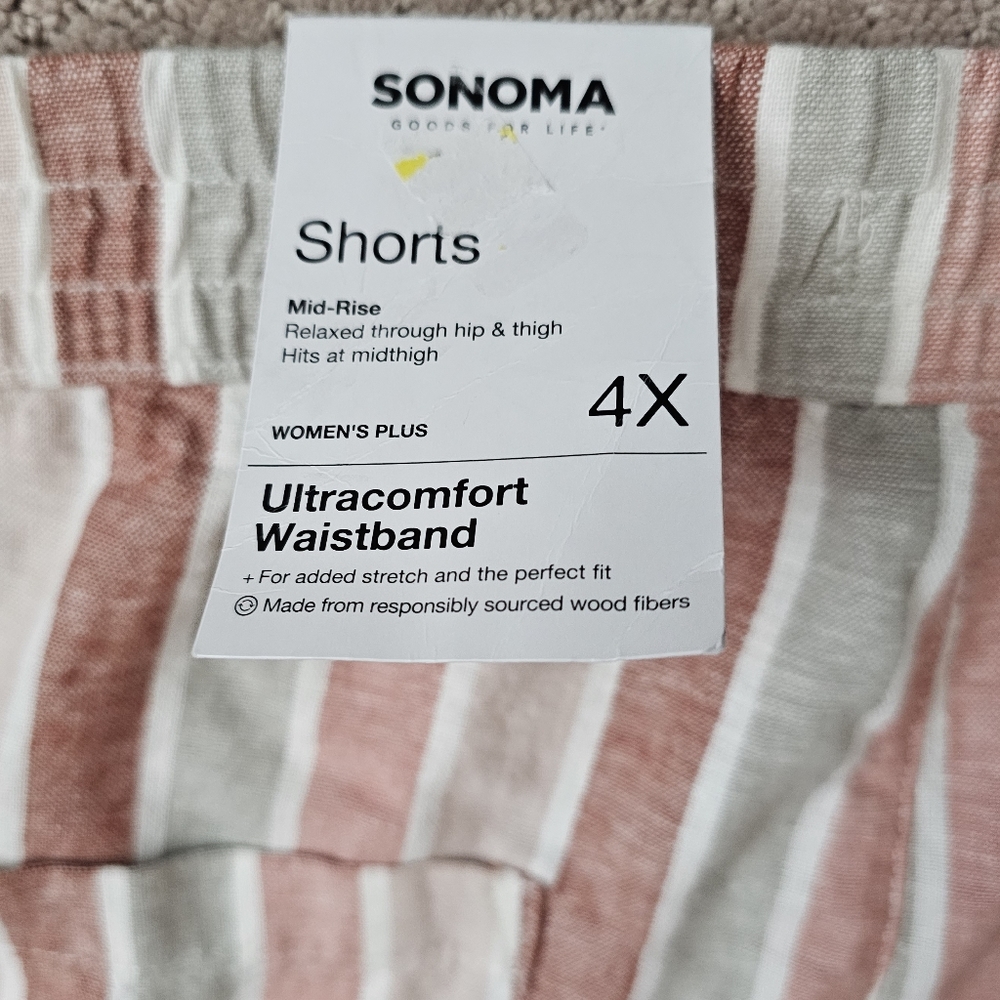 SONOMA
GOODS FOR LIFE
Shorts
Mid-Rise
Relaxed through hip & thigh
Hits at midthigh
4X
WOMEN'S PLUS
Ultracomfort
Waistband
+ For added stretch and the perfect fit
Made from responsibly sourced wood fibers